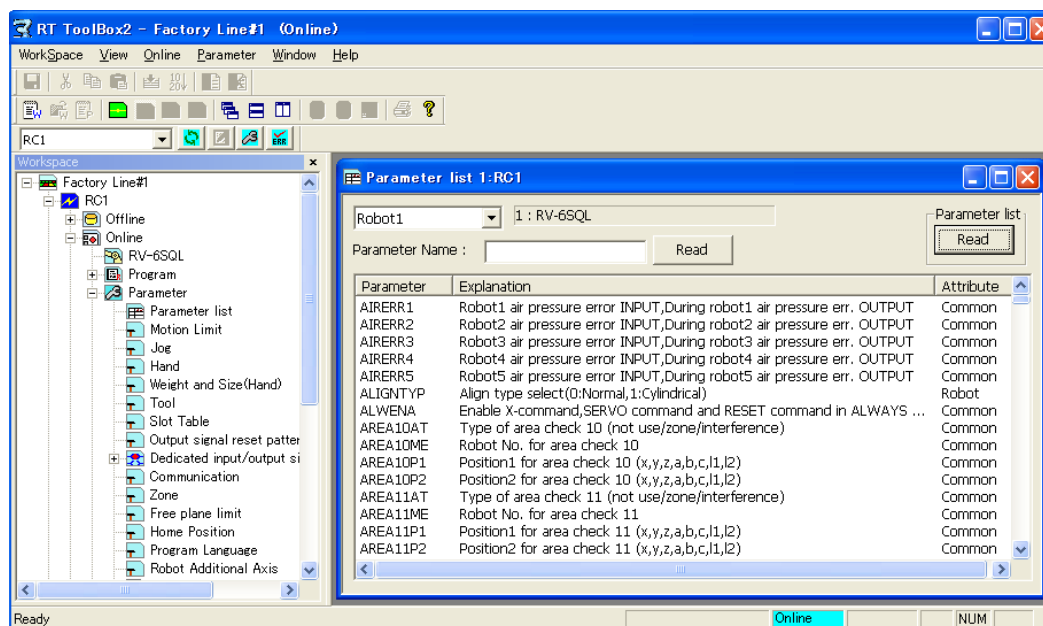 RT ToolBox2 - Factory Line#1 (Online)
WorkSpace View Online Parameter Window Help
RC1
Workspace
Factory Line#1
RC1
Offline
Online
RV-6SQL
Program
Parameter
Parameter list
Motion Limit
Jog
Hand
Weight and Size(Hand)
Tool
Slot Table
Output signal reset patter
Dedicated input/output si
Communication
Zone
Free plane limit
Home Position
Program Language
Robot Additional Axis
Parameter list 1:RC1
Robot1 1 : RV-6SQL
Parameter list
Read
Parameter Name : Read
Parameter Explanation Attribute
AIRERR1 Robot1 air pressure error INPUT,During robot1 air pressure err. OUTPUT Common
AIRERR2 Robot2 air pressure error INPUT,During robot2 air pressure err. OUTPUT Common
AIRERR3 Robot3 air pressure error INPUT,During robot3 air pressure err. OUTPUT Common
AIRERR4 Robot4 air pressure error INPUT,During robot4 air pressure err. OUTPUT Common
AIRERR5 Robot5 air pressure error INPUT,During robot5 air pressure err. OUTPUT Common
ALIGNTYP Align type select(0:Normal,1:Cylindrical) Robot
ALWENA Enable X-command,SERVO command and RESET command in ALWAYS ... Common
AREA10AT Type of area check 10 (not use/zone/interference) Common
AREA10ME Robot No. for area check 10 Common
AREA10P1 Position1 for area check 10 (x,y,z,a,b,c,l1,l2) Common
AREA10P2 Position2 for area check 10 (x,y,z,a,b,c,l1,l2) Common
AREA11AT Type of area check 11 (not use/zone/interference) Common
AREA11ME Robot No. for area check 11 Common
AREA11P1 Position1 for area check 11 (x,y,z,a,b,c,l1,l2) Common
AREA11P2 Position2 for area check 11 (x,y,z,a,b,c,l1,l2) Common
Ready Online NUM